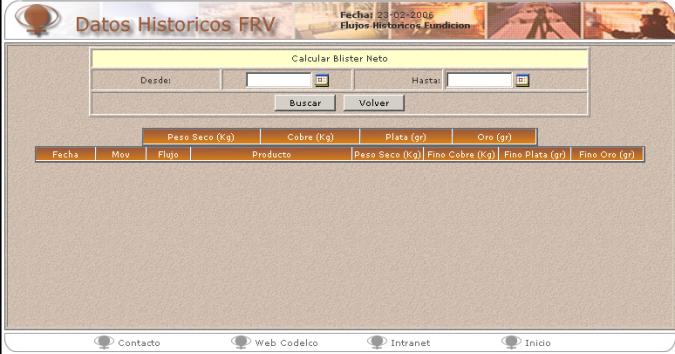 Datos Historicos FRV
Fecha: 23-02-2006
Flujos Historicos Fundicion
Calcular Blister Neto
Desde: Hasta:
Buscar Volver
Peso Seco (Kg) Cobre (Kg) Plata (gr) Oro (gr)
Fecha Mov Flujo Producto Peso Seco (Kg) Fino Cobre (Kg) Fino Plata (gr) Fino Oro (gr)
Contacto Web Codelco Intranet Inicio